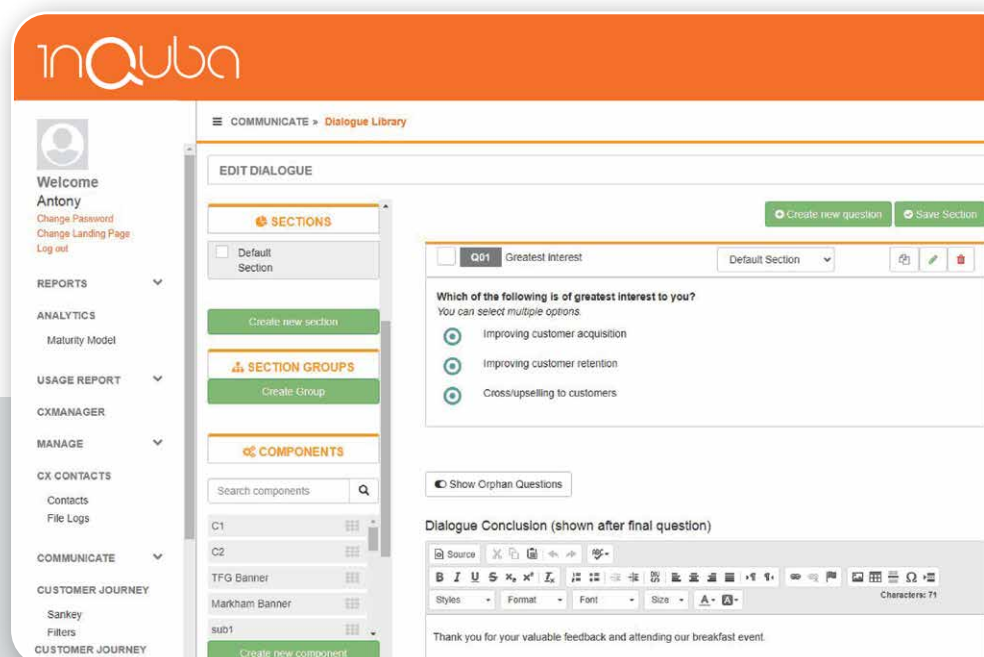 inQuba
COMMUNICATE » Dialogue Library
Welcome
Antony
Change Password
Change Landing Page
Log out
REPORTS
ANALYTICS
Maturity Model
USAGE REPORT
CXMANAGER
MANAGE
CX CONTACTS
Contacts
File Logs
COMMUNICATE
CUSTOMER JOURNEY
Sankey
Filters
CUSTOMER JOURNEY
EDIT DIALOGUE
SECTIONS
Default
Section
Create new section
SECTION GROUPS
Create Group
COMPONENTS
Search components
C1
C2
TFG Banner
Markham Banner
sub1
Create new component
Create new question Save Section
Q01 Greatest Interest Default Section
Which of the following is of greatest interest to you?
You can select multiple options.
Improving customer acquisition
Improving customer retention
Cross/upselling to customers
Show Orphan Questions
Dialogue Conclusion (shown after final question)
Source
B I U S x₂ x² Iₓ
Styles Format Font Size A A
Characters: 71
Thank you for your valuable feedback and attending our breakfast event.